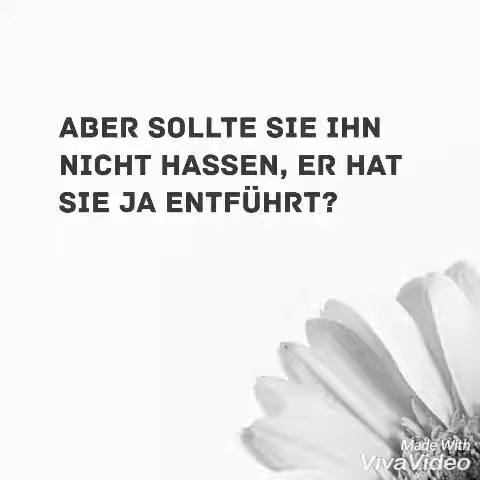 ABER SOLLTE SIE IHN
NICHT HASSEN, ER HAT
SIE JA ENTFÜHRT?
Made With
VivaVideo